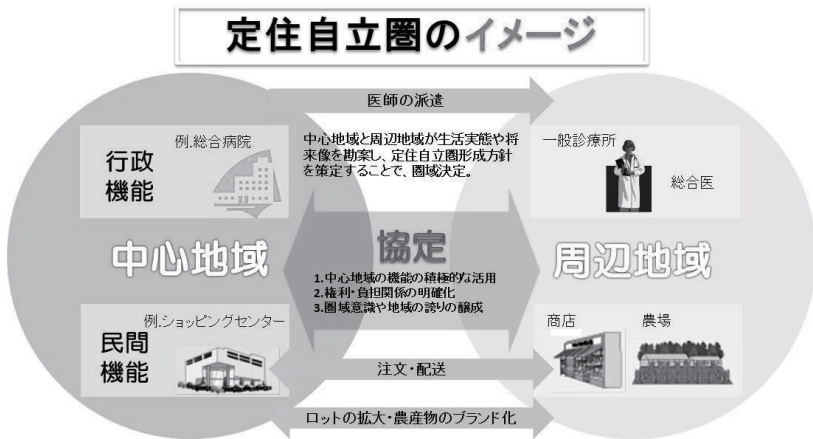 定住自立圏のイメージ
医師の派遣
行政
機能
例.総合病院
中心地域と周辺地域が生活実態や将
来像を勘案し、定住自立圏形成方針
を策定することで、圏域決定。
一般診療所
総合医
中心地域
協定
周辺地域
1.中心地域の機能の積極的な活用
2.権利・負担関係の明確化
3.圏域意識や地域の誇りの醸成
民間
機能
例.ショッピングセンター
商店
農場
注文・配送
ロットの拡大・農産物のブランド化